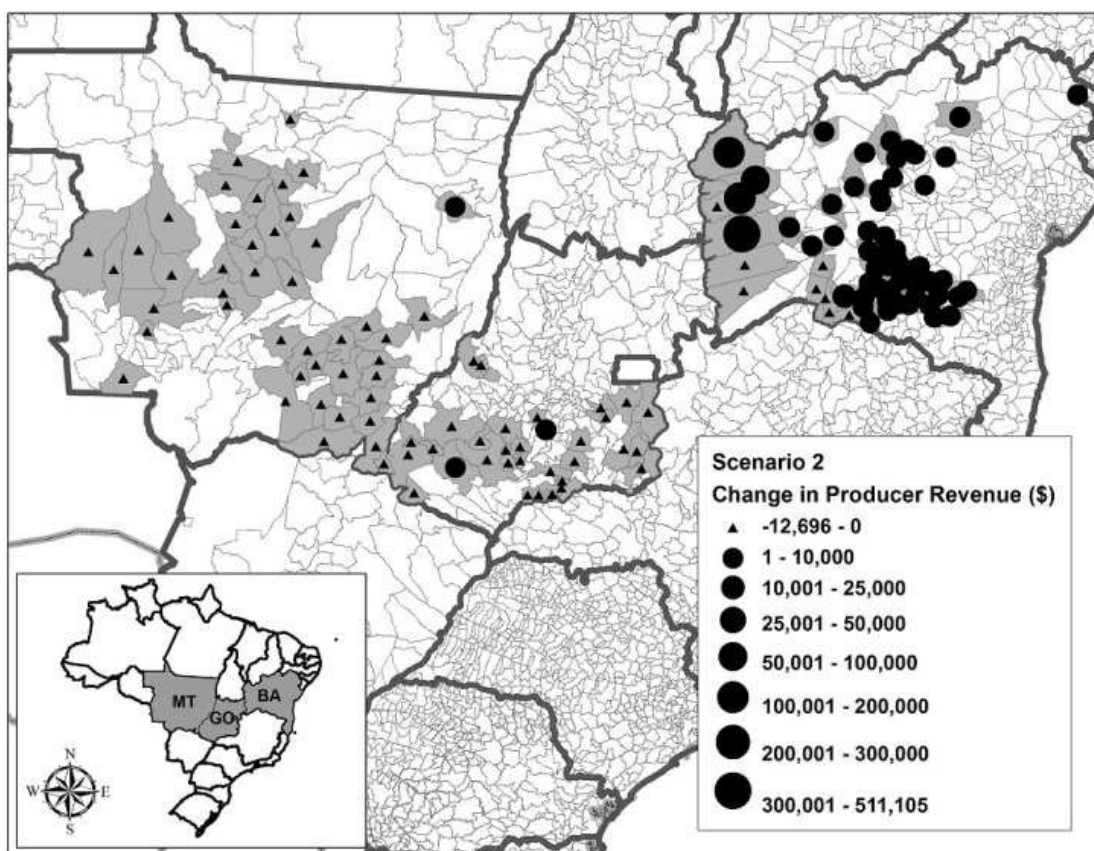 Scenario 2
Change in Producer Revenue ($)
-12,696 - 0
1 - 10,000
10,001 - 25,000
25,001 - 50,000
50,001 - 100,000
100,001 - 200,000
200,001 - 300,000
300,001 - 511,105
MT
BA
GO
N
W
E
S